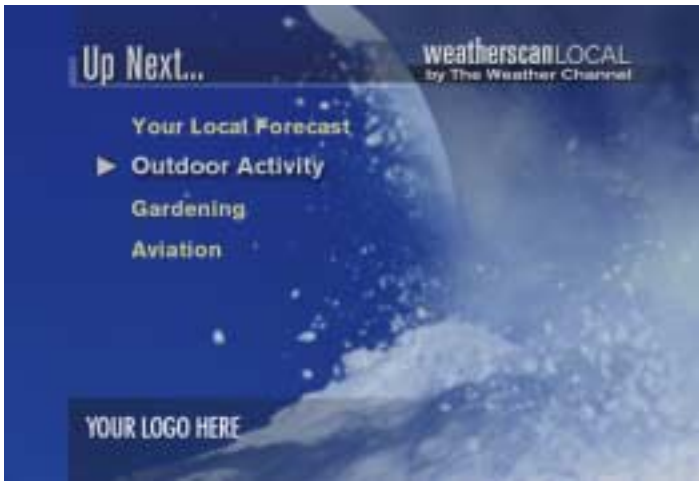 Up Next...
weatherscanLOCAL
by The Weather Channel
Your Local Forecast
Outdoor Activity
Gardening
Aviation
YOUR LOGO HERE